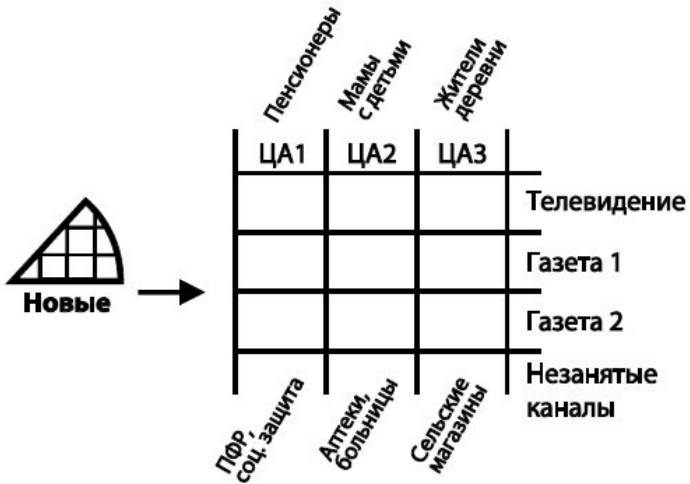 Пенсионеры
Мамы
с детьми
Жители
деревни
ЦА1
ЦА2
ЦА3
Телевидение
Газета 1
Газета 2
Незанятые
каналы
Новые
ПФР,
соц. защита
Аптеки,
больницы
Сельские
магазины